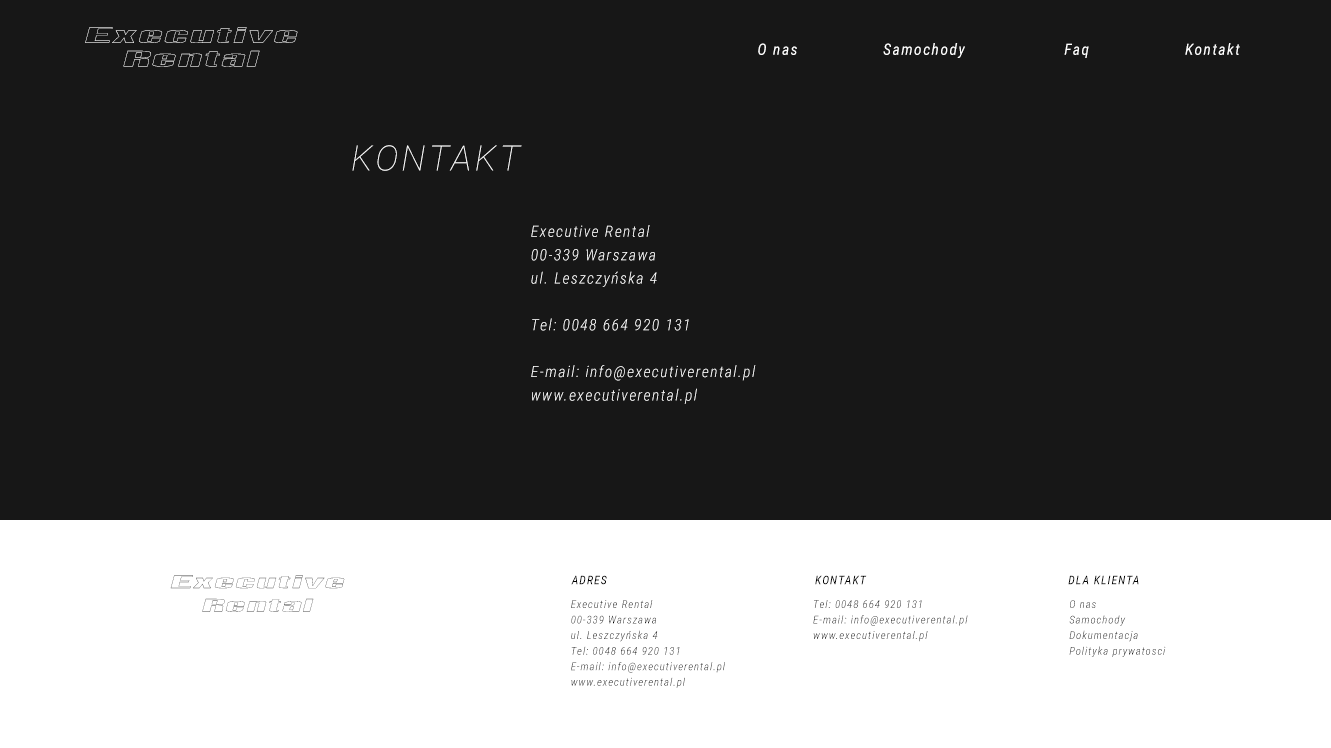 Executive
Rental
O nas
Samochody
Faq
Kontakt
KONTAKT
Executive Rental
00-339 Warszawa
ul. Leszczyńska 4
Tel: 0048 664 920 131
E-mail: info@executiverental.pl
www.executiverental.pl
Executive
Rental
ADRES
Executive Rental
00-339 Warszawa
ul. Leszczyńska 4
Tel: 0048 664 920 131
E-mail: info@executiverental.pl
www.executiverental.pl
KONTAKT
Tel: 0048 664 920 131
E-mail: info@executiverental.pl
www.executiverental.pl
DLA KLIENTA
O nas
Samochody
Dokumentacja
Polityka prywatosci